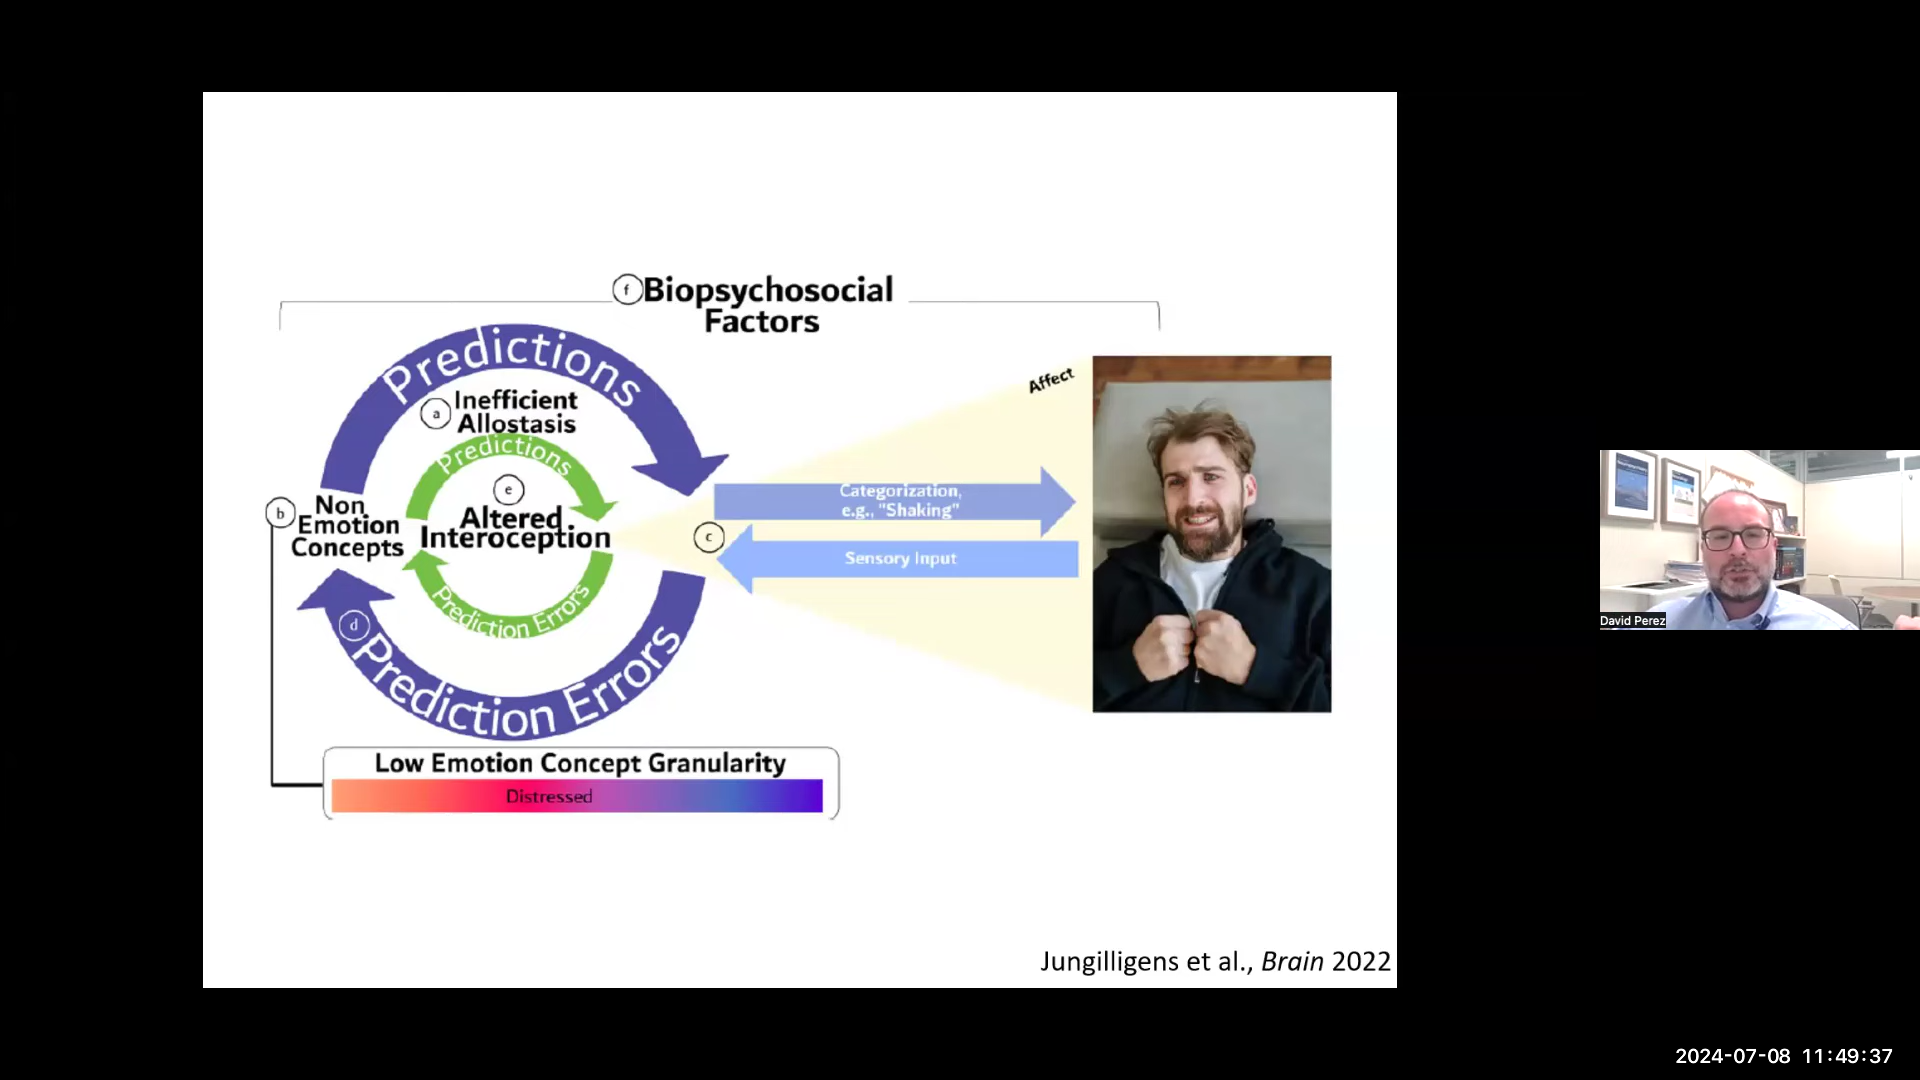 f Biopsychosocial
Factors
Predictions
a Inefficient
Allostasis
Predictions
e
Altered
Interoception
b Non
Emotion
Concepts
Prediction Errors
d Prediction Errors
c
Affect
Categorization,
e.g., "Shaking"
Sensory Input
Low Emotion Concept Granularity
Distressed
Jungilligens et al., Brain 2022
David Perez
2024-07-08 11:49:37